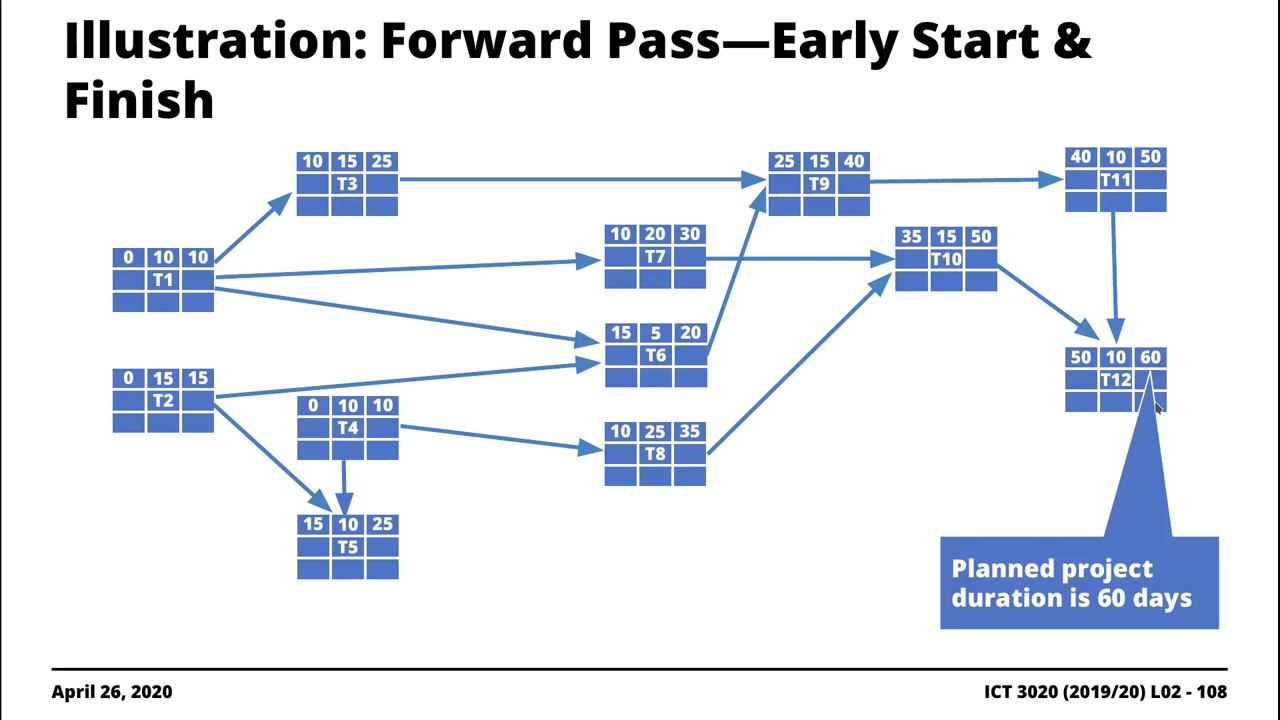 Illustration: Forward Pass—Early Start &
Finish
10 15 25
T3
25 15 40
T9
40 10 50
T11
0 10 10
T1
10 20 30
T7
35 15 50
T10
15 5 20
T6
50 10 60
T12
0 15 15
T2
0 10 10
T4
10 25 35
T8
15 10 25
T5
Planned project
duration is 60 days
April 26, 2020
ICT 3020 (2019/20) L02 - 108